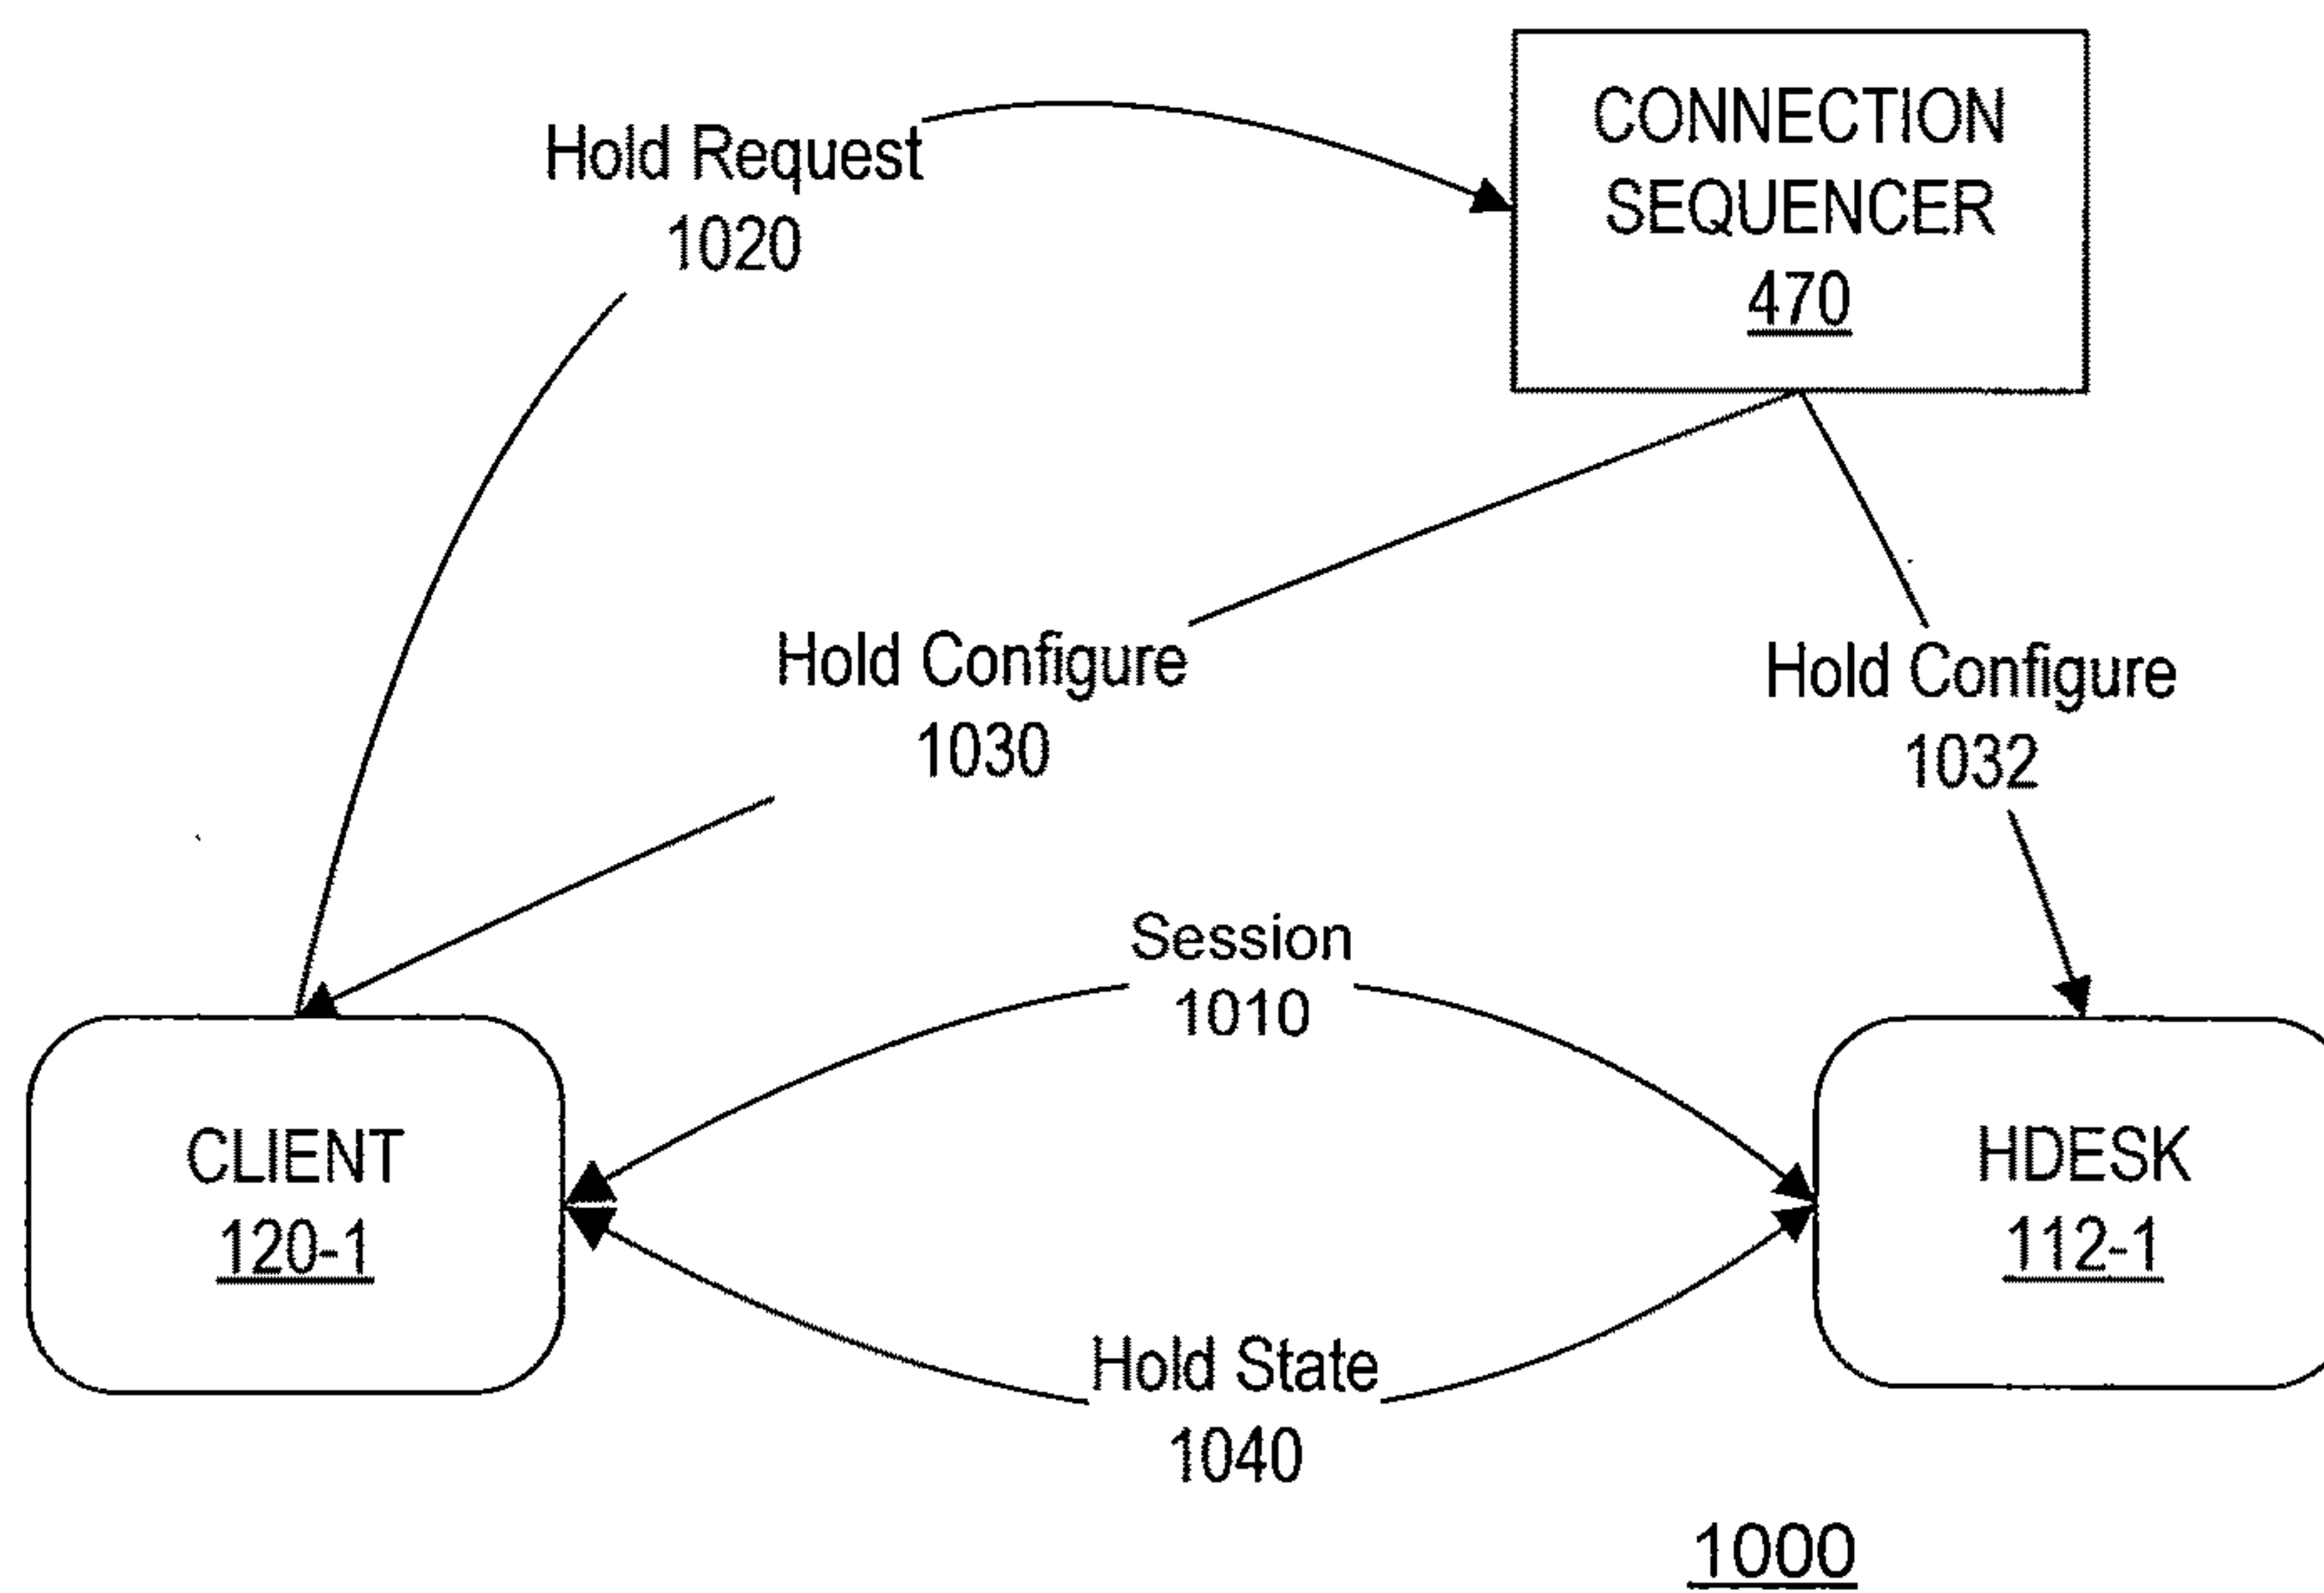 Hold Request
1020
CONNECTION
SEQUENCER
470
Hold Configure
1030
Hold Configure
1032
Session
1010
CLIENT
120-1
HDESK
112-1
Hold State
1040
1000